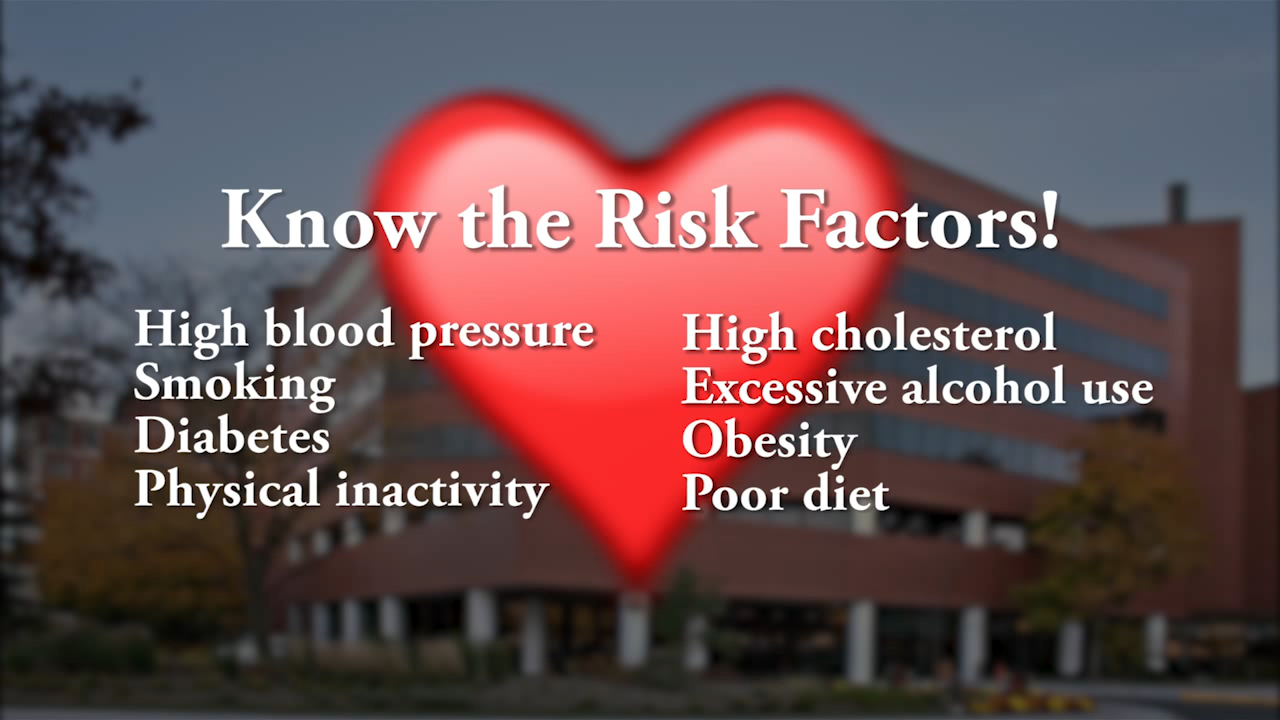 Know the Risk Factors!
High blood pressure
Smoking
Diabetes
Physical inactivity
High cholesterol
Excessive alcohol use
Obesity
Poor diet